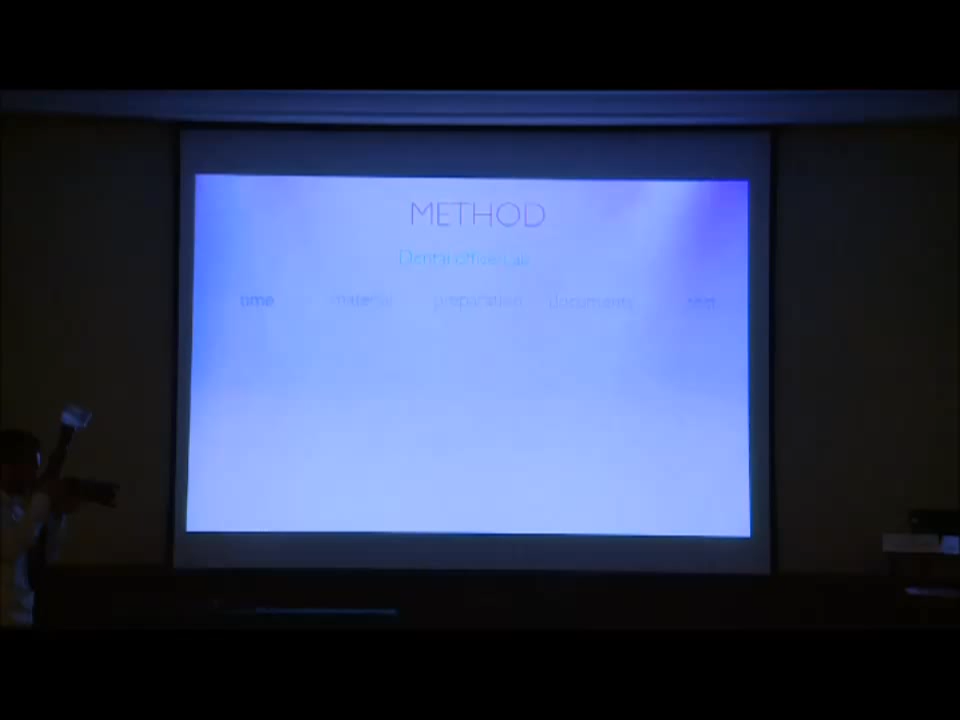 METHOD
Dental office Lab
time material preparation documents cost